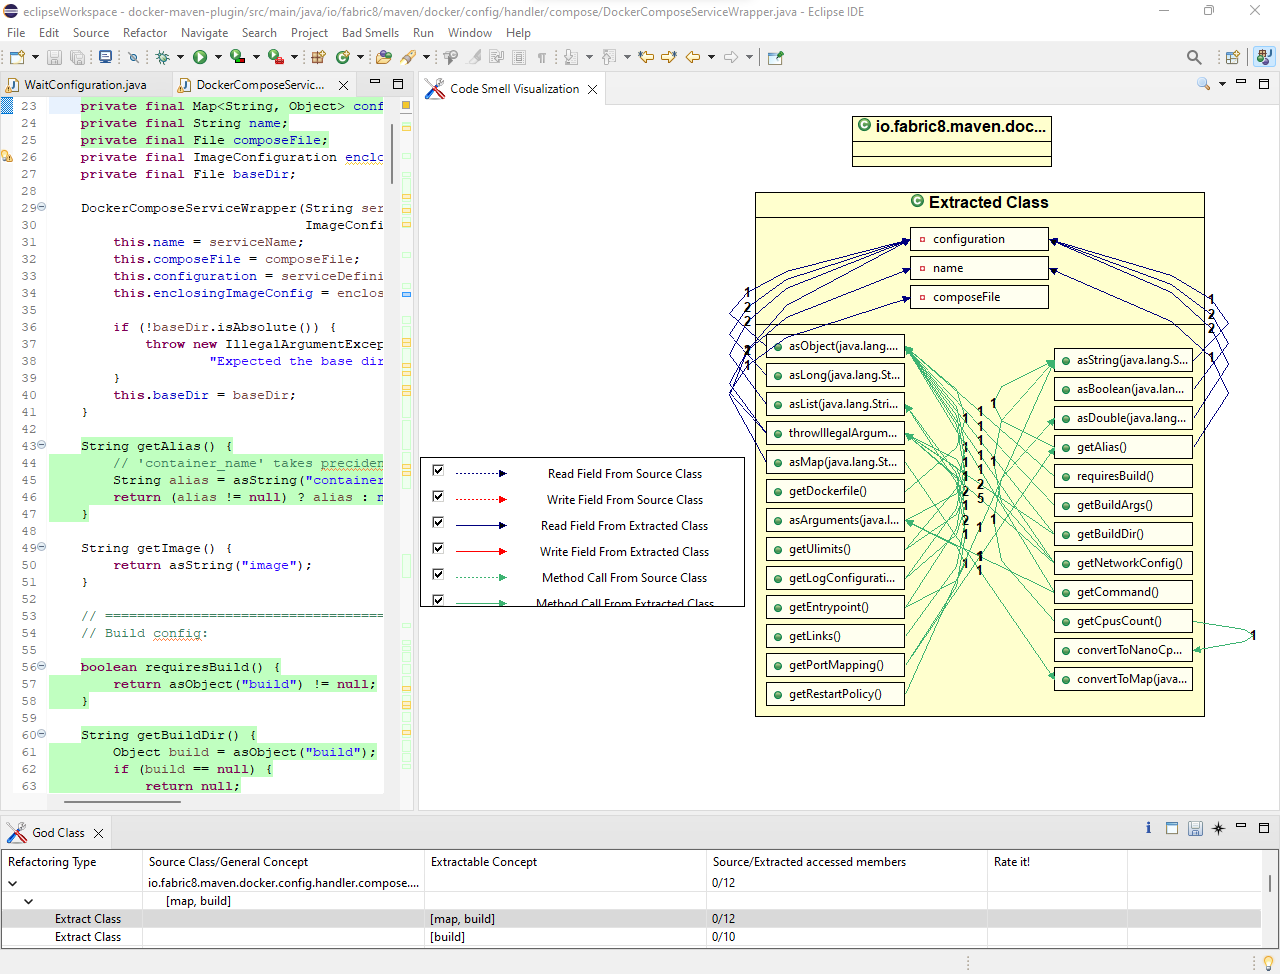 eclipseWorkspace - docker-maven-plugin/src/main/java/io/fabric8/maven/docker/config/handler/compose/DockerComposeServiceWrapper.java - Eclipse IDE
File Edit Source Refactor Navigate Search Project Bad Smells Run Window Help
WaitConfiguration.java
DockerComposeServic...
23 private final Map<String, Object> conf
24 private final String name;
25 private final File composeFile;
26 private final ImageConfiguration enclo
27 private final File baseDir;
28
29 DockerComposeServiceWrapper(String ser
30 ImageConfi
31 this.name = serviceName;
32 this.composeFile = composeFile;
33 this.configuration = serviceDefini
34 this.enclosingImageConfig = enclos
35
36 if (!baseDir.isAbsolute()) {
37 throw new IllegalArgumentExcep
38 "Expected the base dir
39 }
40 this.baseDir = baseDir;
41 }
42
43 String getAlias() {
44 // 'container_name' takes preciden
45 String alias = asString("container
46 return (alias != null) ? alias : n
47 }
48
49 String getImage() {
50 return asString("image");
51 }
52
53 // ===================================
54 // Build config:
55
56 boolean requiresBuild() {
57 return asObject("build") != null;
58 }
59
60 String getBuildDir() {
61 Object build = asObject("build");
62 if (build == null) {
63 return null;
Code Smell Visualization
io.fabric8.maven.doc...
Extracted Class
configuration
name
composeFile
1
2
2
2
1
1
2
2
1
asObject(java.lang....
asLong(java.lang.St...
asList(java.lang.Stri...
throwIllegalArgum...
asMap(java.lang.St...
getDockerfile()
asArguments(java.l...
getUlimits()
getLogConfigurati...
getEntrypoint()
getLinks()
getPortMapping()
getRestartPolicy()
asString(java.lang.S...
asBoolean(java.lan...
asDouble(java.lang...
getAlias()
requiresBuild()
getBuildArgs()
getBuildDir()
getNetworkConfig()
getCommand()
getCpusCount()
convertToNanoCp...
convertToMap(java...
1
1
1
1
1
1
1
1
1
1
1
2
2
1
5
2
1
1
1
1
1
1
1
Read Field From Source Class
Write Field From Source Class
Read Field From Extracted Class
Write Field From Extracted Class
Method Call From Source Class
Method Call From Extracted Class
God Class
Refactoring Type Source Class/General Concept Extractable Concept Source/Extracted accessed members Rate it!
io.fabric8.maven.docker.config.handler.compose.... 0/12
[map, build]
Extract Class [map, build] 0/12
Extract Class [build] 0/10